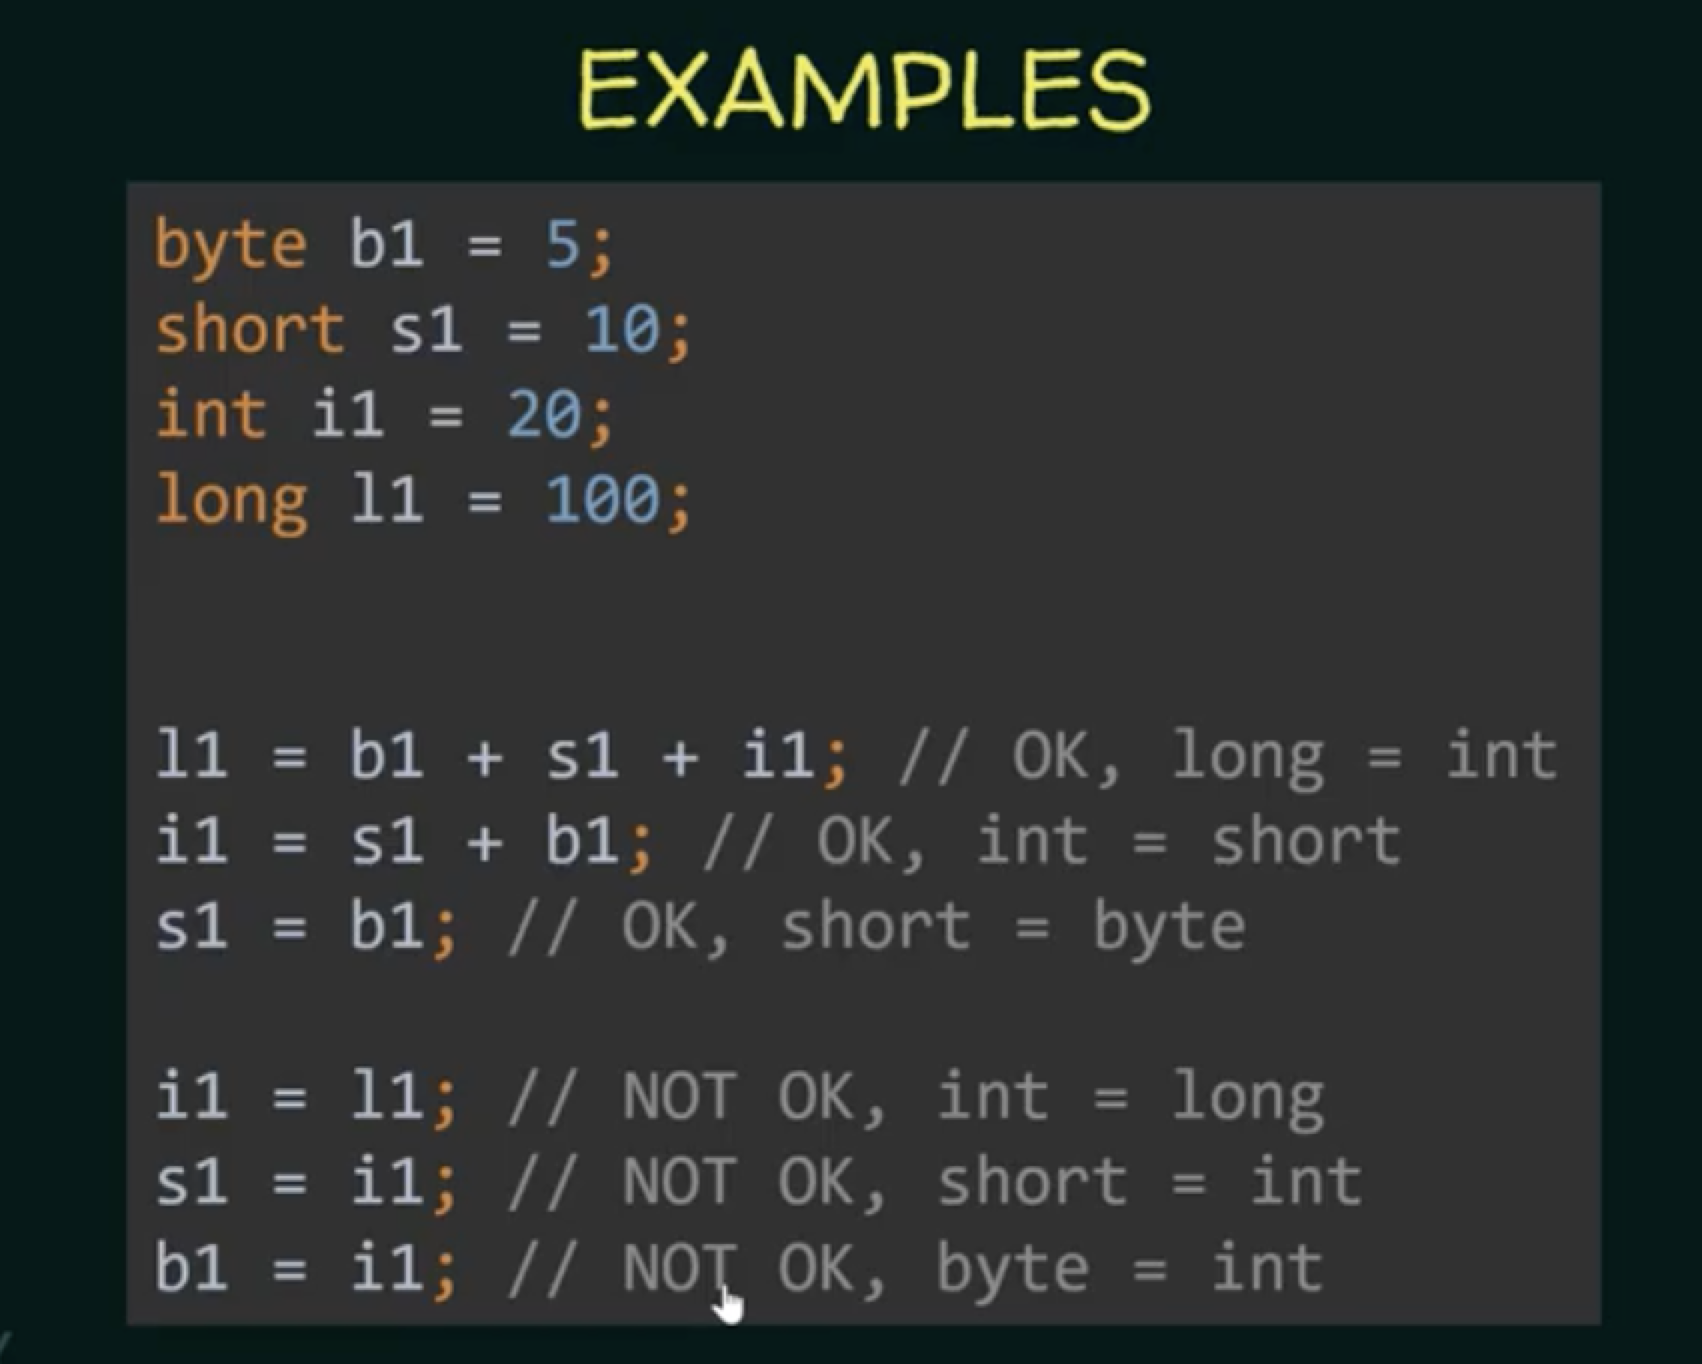 EXAMPLES
byte b1 = 5;
short s1 = 10;
int i1 = 20;
long l1 = 100;
l1 = b1 + s1 + i1; // OK, long = int
i1 = s1 + b1; // OK, int = short
s1 = b1; // OK, short = byte
i1 = l1; // NOT OK, int = long
s1 = i1; // NOT OK, short = int
b1 = i1; // NOT OK, byte = int